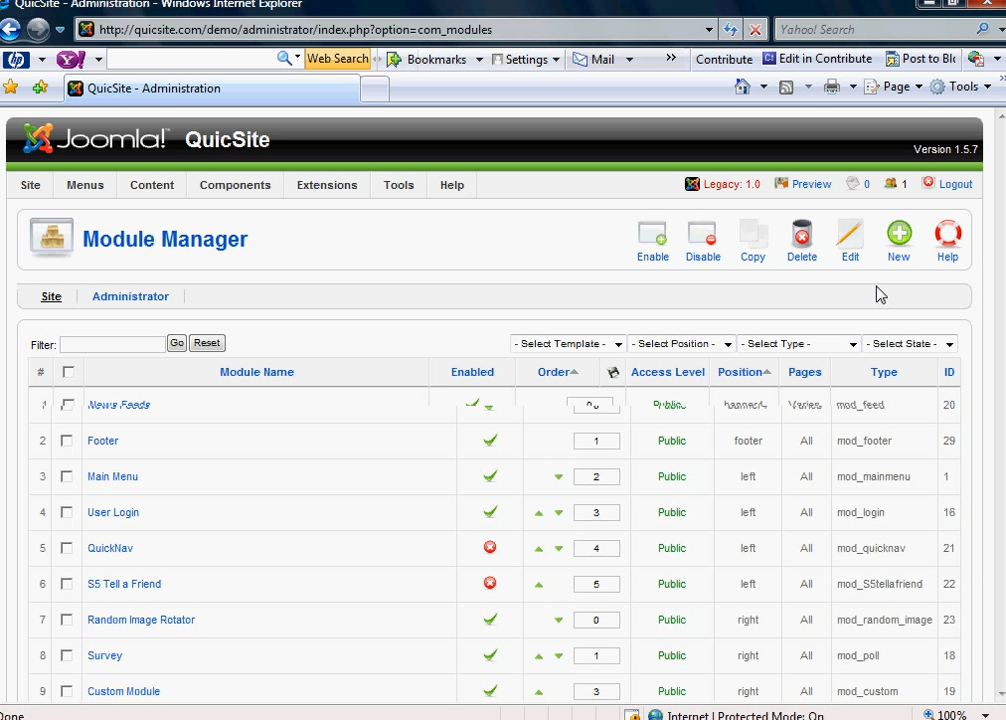 QuicSite - Administration - Windows Internet Explorer
http://quicsite.com/demo/administrator/index.php?option=com_modules
Yahoo! Search
hp Y! Web Search Bookmarks Settings Mail » Contribute Edit in Contribute Post to Blo
QuicSite - Administration
Page Tools
Joomla! QuicSite
Version 1.5.7
Site Menus Content Components Extensions Tools Help Legacy: 1.0 Preview 0 1 Logout
Module Manager
Enable Disable Copy Delete Edit New Help
Site Administrator
Filter: Go Reset - Select Template - - Select Position - - Select Type - - Select State -
# Module Name Enabled Order Access Level Position Pages Type ID
1 News Feeds Public Varies mod_feed 20
2 Footer 1 Public footer All mod_footer 29
3 Main Menu 2 Public left All mod_mainmenu 1
4 User Login 3 Public left All mod_login 16
5 QuickNav 4 Public left All mod_quicknav 21
6 S5 Tell a Friend 5 Public left All mod_S5tellafriend 22
7 Random Image Rotator 0 Public right All mod_random_image 23
8 Survey 1 Public right All mod_poll 18
9 Custom Module 3 Public right All mod_custom 19
Done Internet | Protected Mode: On 100%